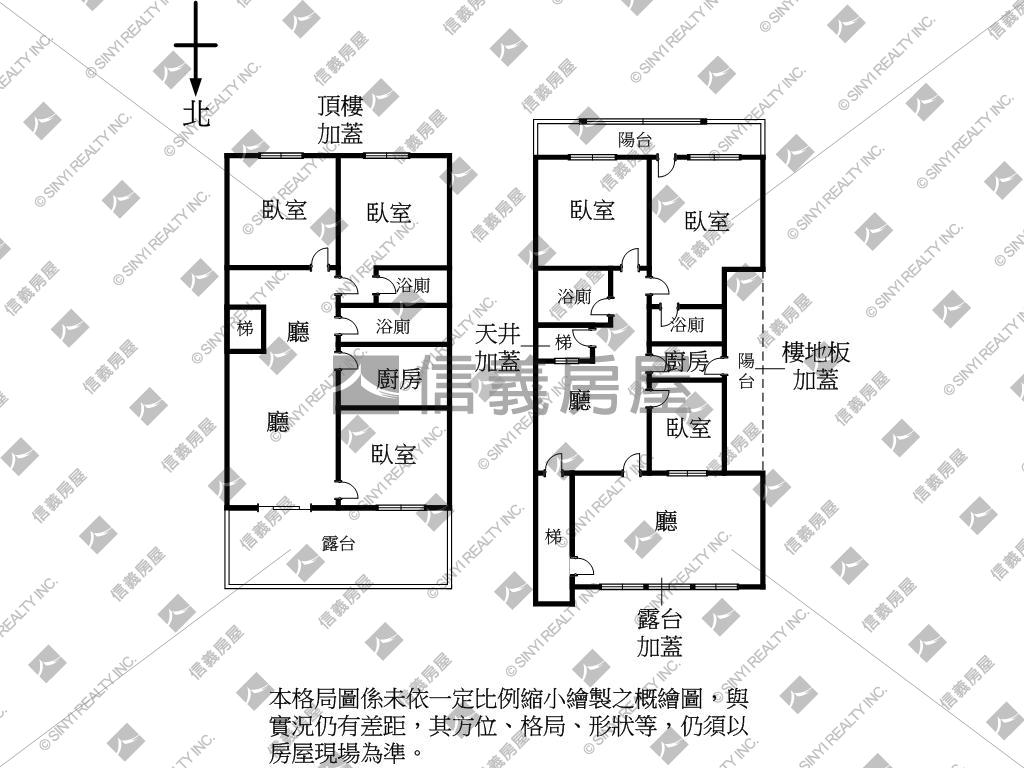 北
頂樓
加蓋
臥室
臥室
浴廁
梯
廳
浴廁
廚房
廳
臥室
露台
陽台
臥室
臥室
浴廁
浴廁
天井
加蓋
梯
廚房
陽台
樓地板
加蓋
廳
臥室
廳
梯
露台
加蓋
信義房屋
© SINYI REALTY INC.
本格局圖係未依一定比例縮小繪製之概繪圖，與
實況仍有差距，其方位、格局、形狀等，仍須以
房屋現場為準。